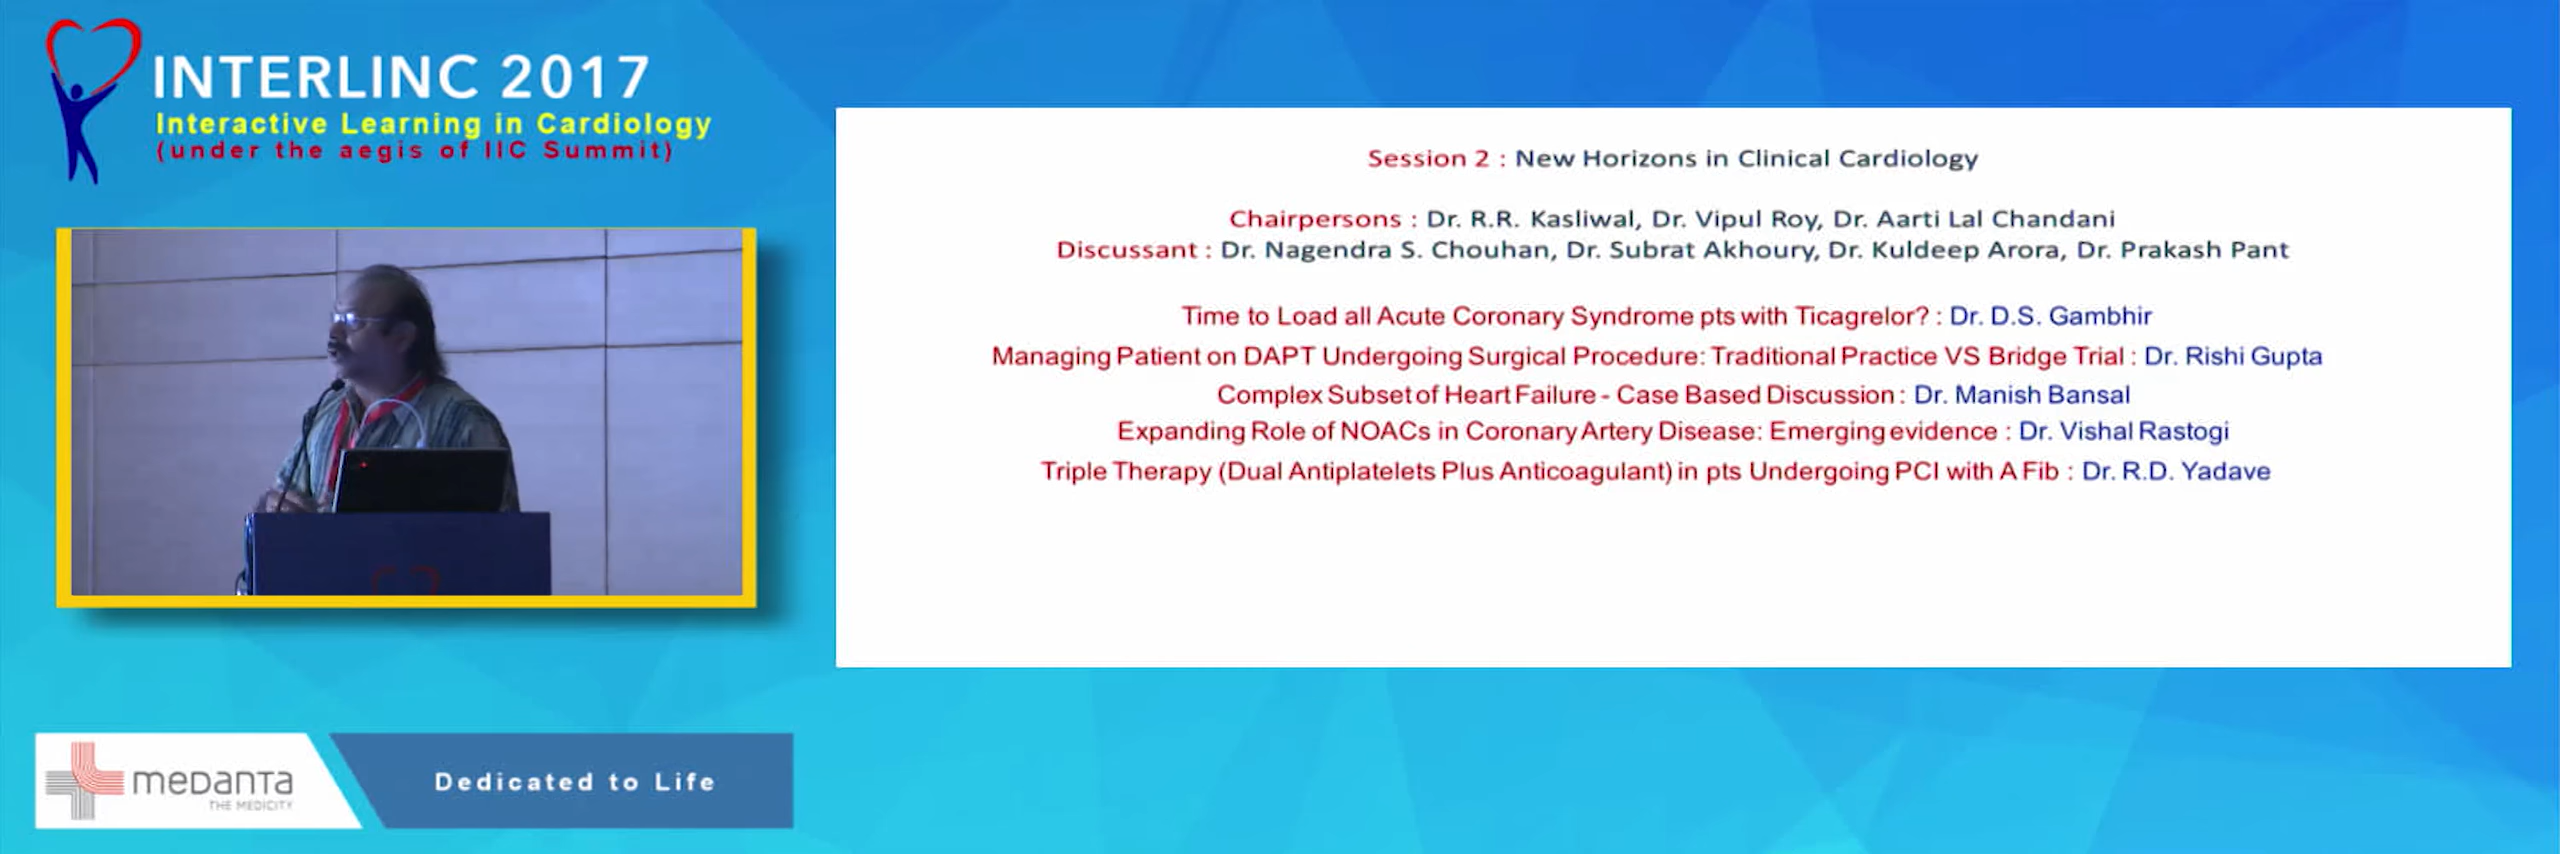 INTERLINC 2017
Interactive Learning in Cardiology
(under the aegis of IIC Summit)
Session 2 : New Horizons in Clinical Cardiology
Chairpersons : Dr. R.R. Kasliwal, Dr. Vipul Roy, Dr. Aarti Lal Chandani
Discussant : Dr. Nagendra S. Chouhan, Dr. Subrat Akhoury, Dr. Kuldeep Arora, Dr. Prakash Pant
Time to Load all Acute Coronary Syndrome pts with Ticagrelor? : Dr. D.S. Gambhir
Managing Patient on DAPT Undergoing Surgical Procedure: Traditional Practice VS Bridge Trial : Dr. Rishi Gupta
Complex Subset of Heart Failure - Case Based Discussion : Dr. Manish Bansal
Expanding Role of NOACs in Coronary Artery Disease: Emerging evidence : Dr. Vishal Rastogi
Triple Therapy (Dual Antiplatelets Plus Anticoagulant) in pts Undergoing PCI with A Fib : Dr. R.D. Yadave
medanta
THE MEDICITY
Dedicated to Life